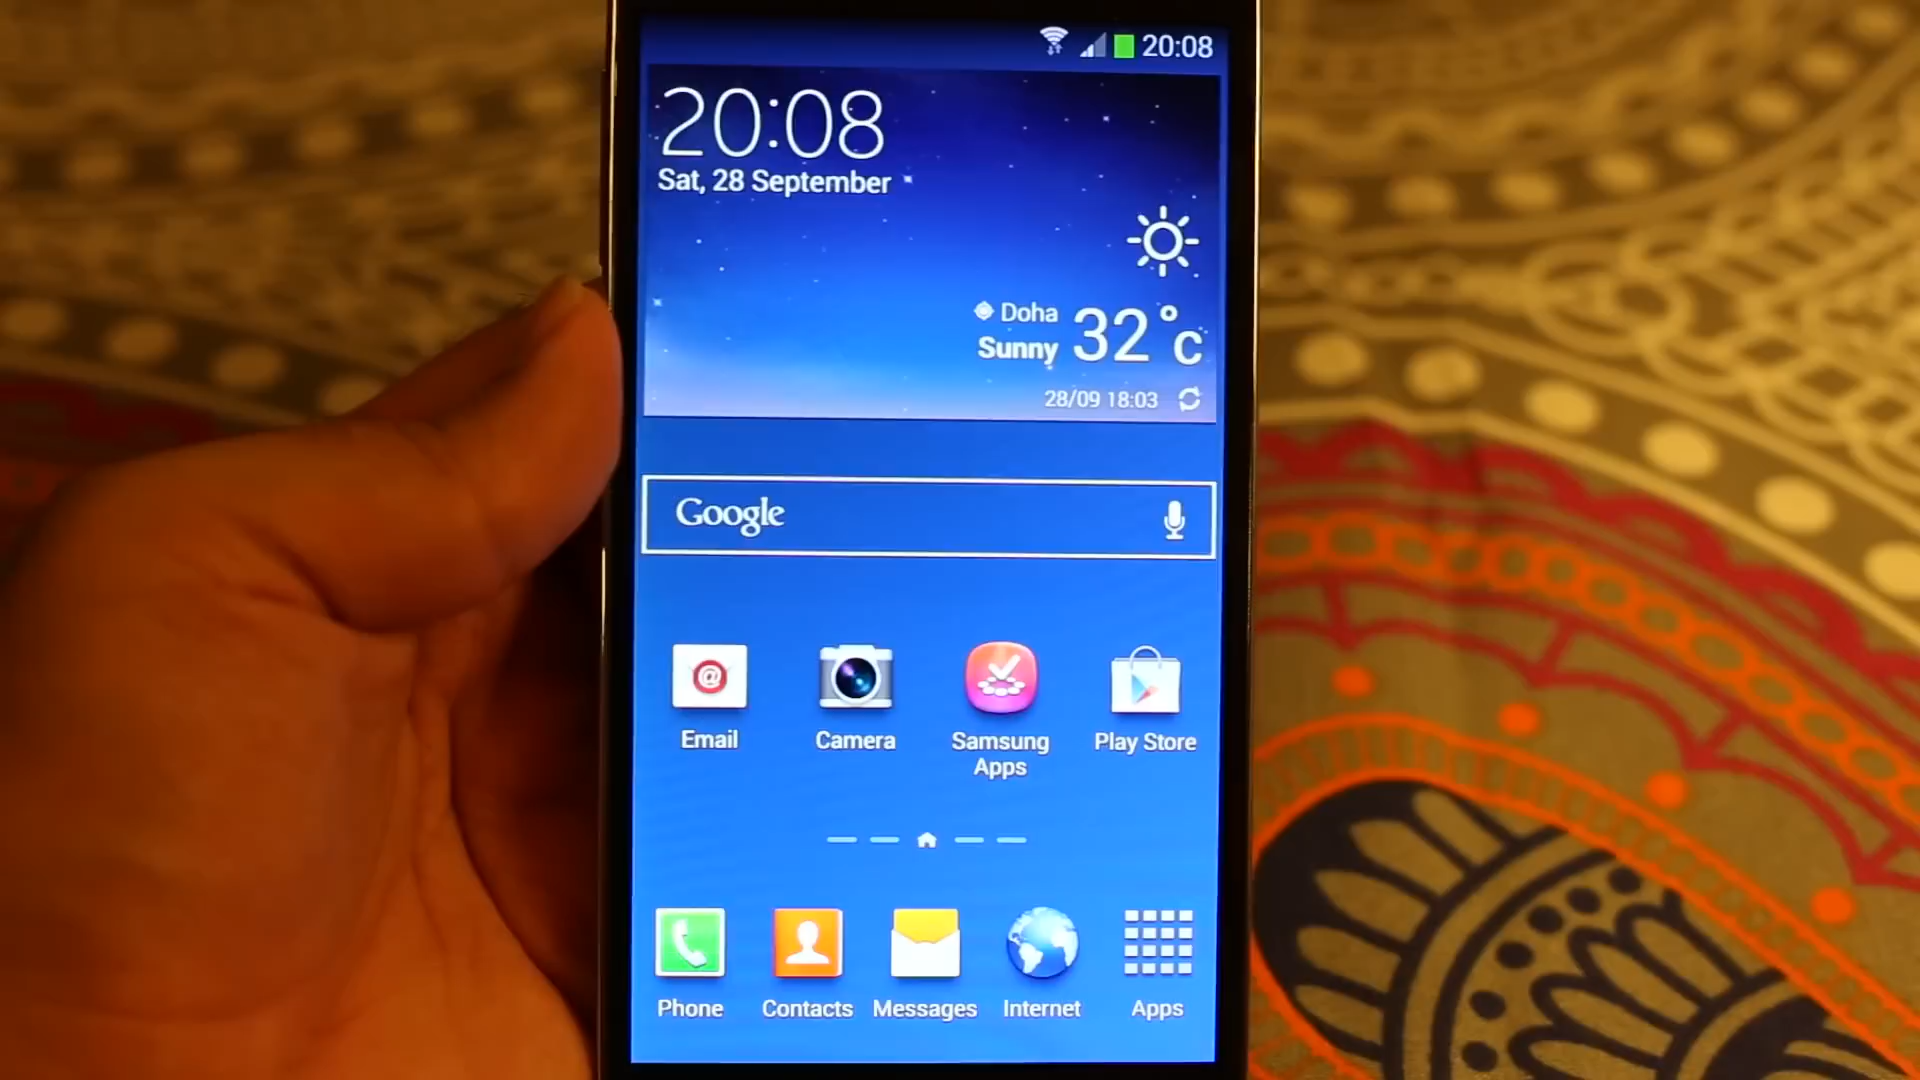 20:08
20:08
Sat, 28 September
Doha
Sunny
32°c
28/09 18:03
Google
@
Email
Camera
Samsung
Apps
Play Store
Phone
Contacts
Messages
Internet
Apps